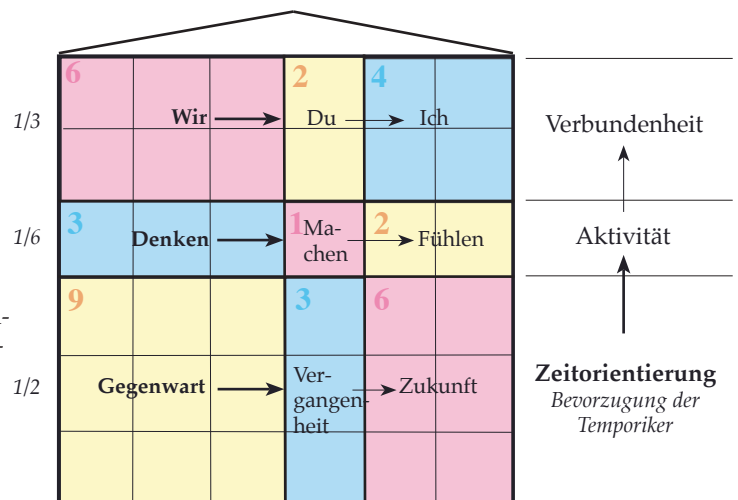 6 2 4
1/3 Wir Du Ich Verbundenheit
3 1 2
1/6 Denken Ma-
chen Fühlen Aktivität
9 3 6
1/2 Gegenwart Ver-
gangen-
heit Zukunft
Zeitorientierung
Bevorzugung der
Temporiker